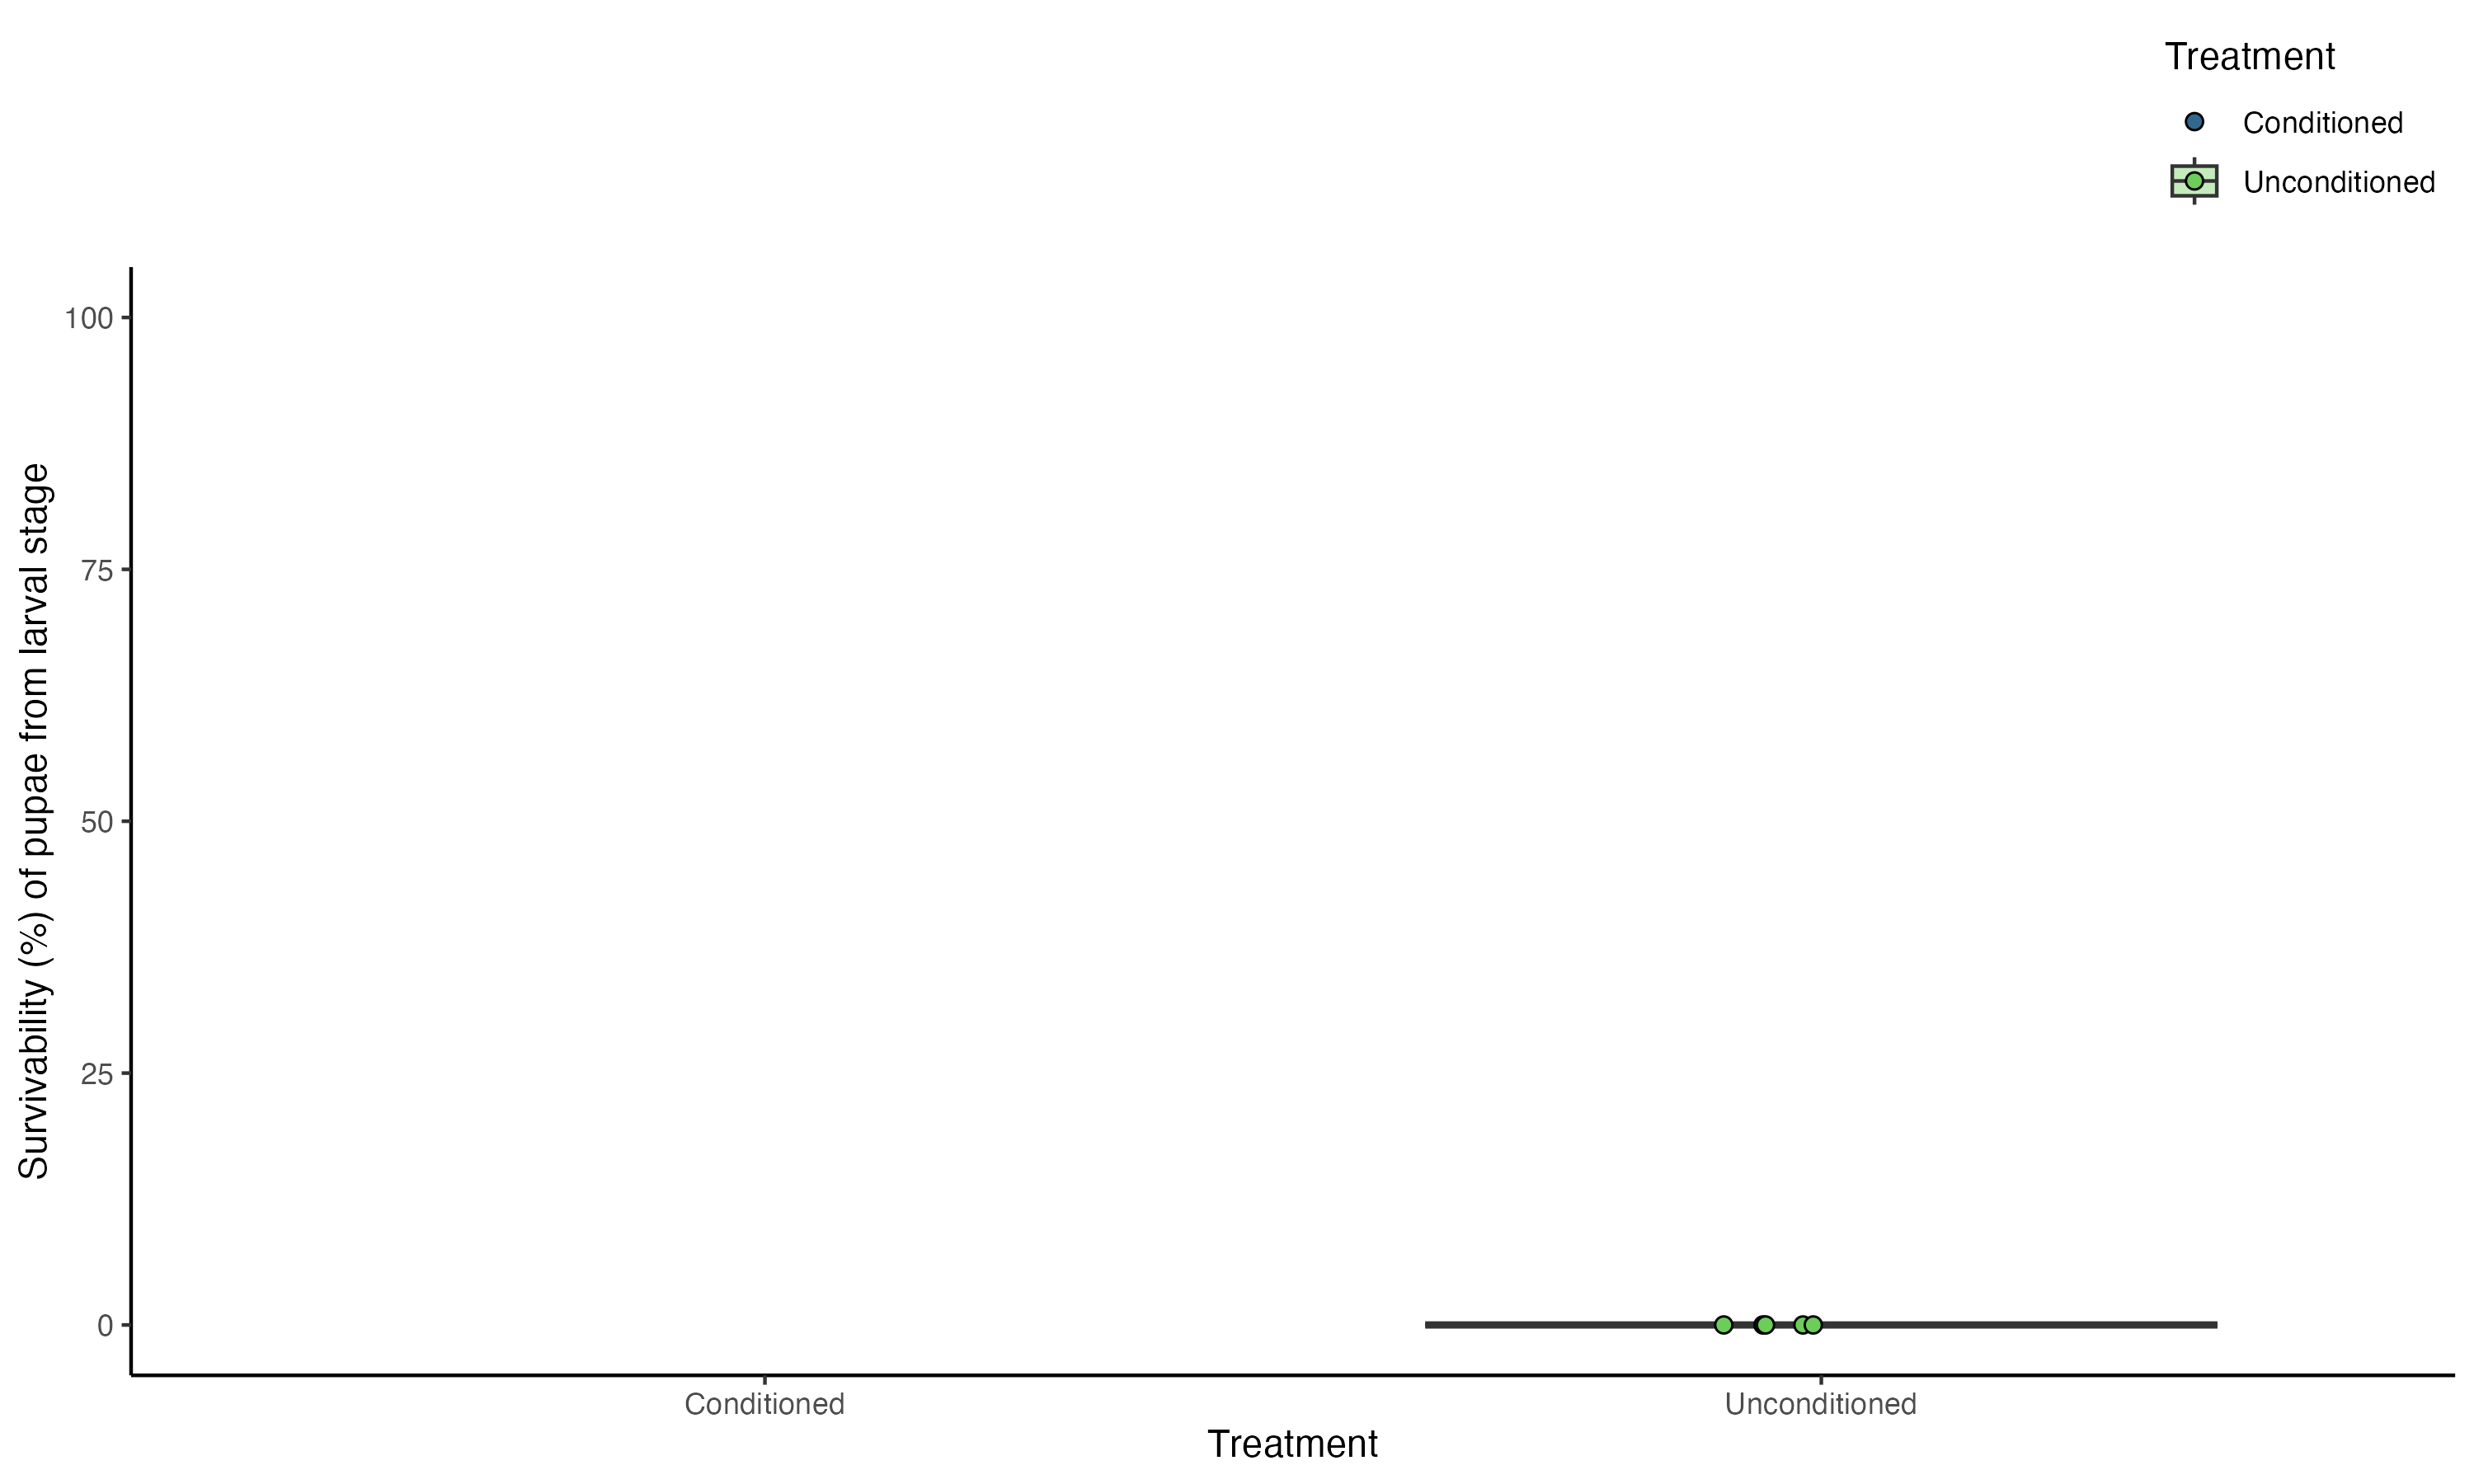 Treatment
Conditioned
Unconditioned
Survivability (%) of pupae from larval stage
100
75
50
25
0
Conditioned
Unconditioned
Treatment